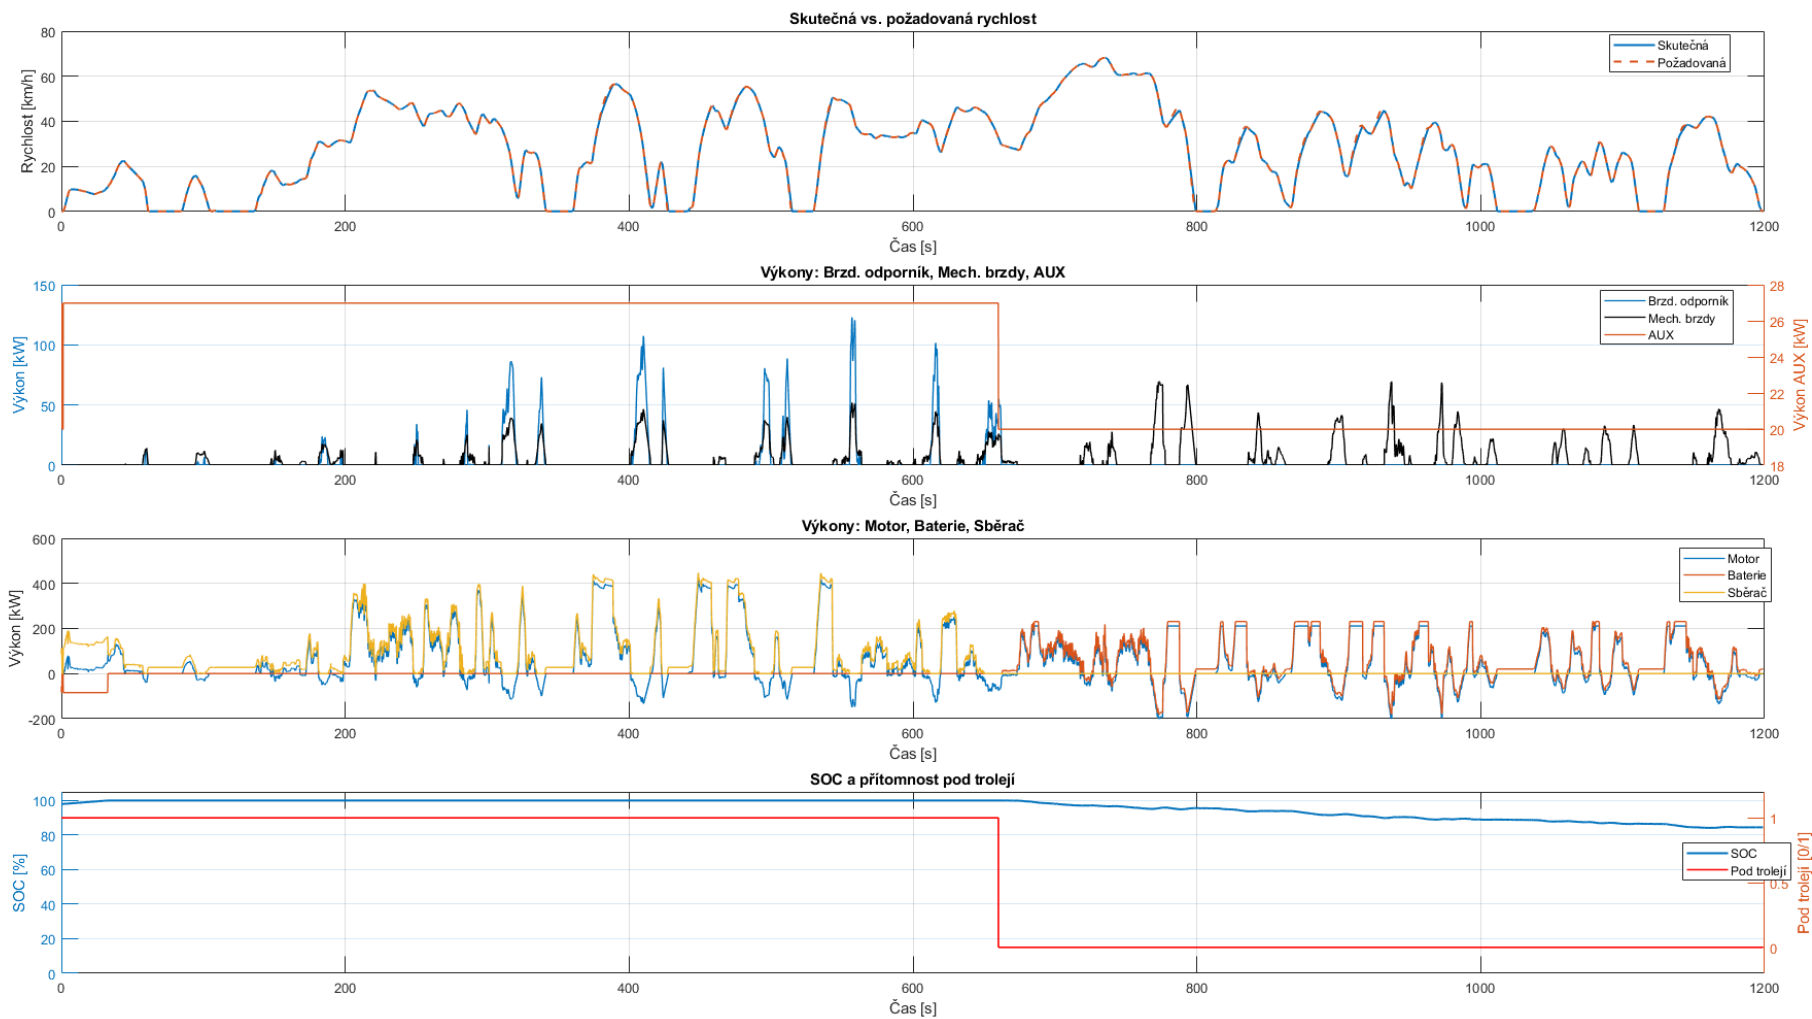 Skutečná vs. požadovaná rychlost
Rychlost [km/h]
80
60
40
20
0
Skutečná
Požadovaná
0 200 400 600 800 1000 1200
Čas [s]
Výkony: Brzd. odporník, Mech. brzdy, AUX
Výkon [kW]
150
100
50
0
Brzd. odporník
Mech. brzdy
AUX
28
26
24
22
20
18
Výkon AUX [kW]
0 200 400 600 800 1000 1200
Čas [s]
Výkony: Motor, Baterie, Sběrač
Výkon [kW]
600
400
200
0
-200
Motor
Baterie
Sběrač
0 200 400 600 800 1000 1200
Čas [s]
SOC a přítomnost pod trolejí
SOC [%]
100
80
60
40
20
0
SOC
Pod trolejí
1
0.5
0
Pod trolejí [0/1]
0 200 400 600 800 1000 1200
Čas [s]